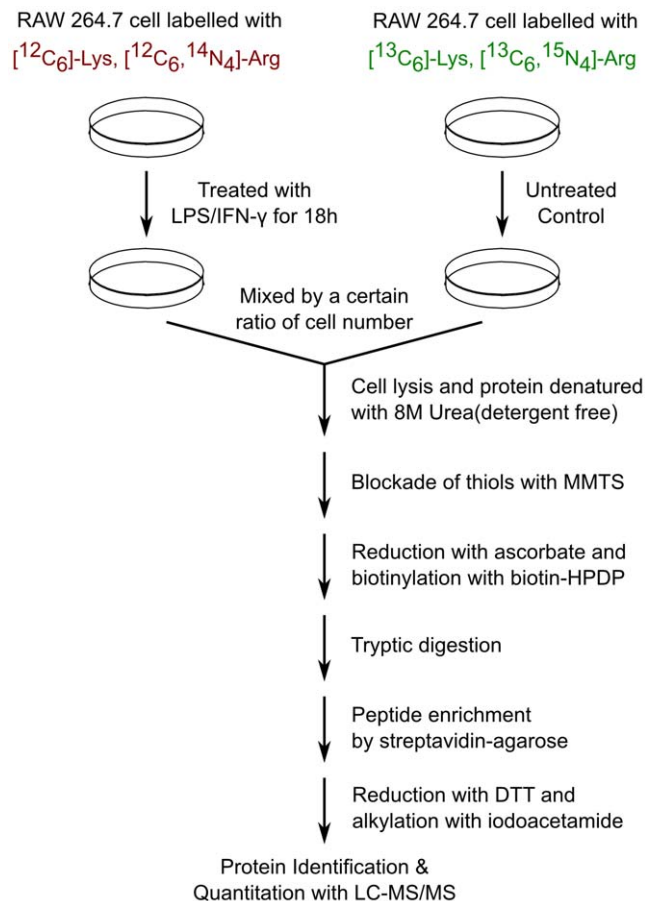 RAW 264.7 cell labelled with
[¹²C₆]-Lys, [¹²C₆,¹⁴N₄]-Arg
RAW 264.7 cell labelled with
[¹³C₆]-Lys, [¹³C₆,¹⁵N₄]-Arg
Treated with
LPS/IFN-γ for 18h
Untreated
Control
Mixed by a certain
ratio of cell number
Cell lysis and protein denatured
with 8M Urea(detergent free)
Blockade of thiols with MMTS
Reduction with ascorbate and
biotinylation with biotin-HPDP
Tryptic digestion
Peptide enrichment
by streptavidin-agarose
Reduction with DTT and
alkylation with iodoacetamide
Protein Identification &
Quantitation with LC-MS/MS